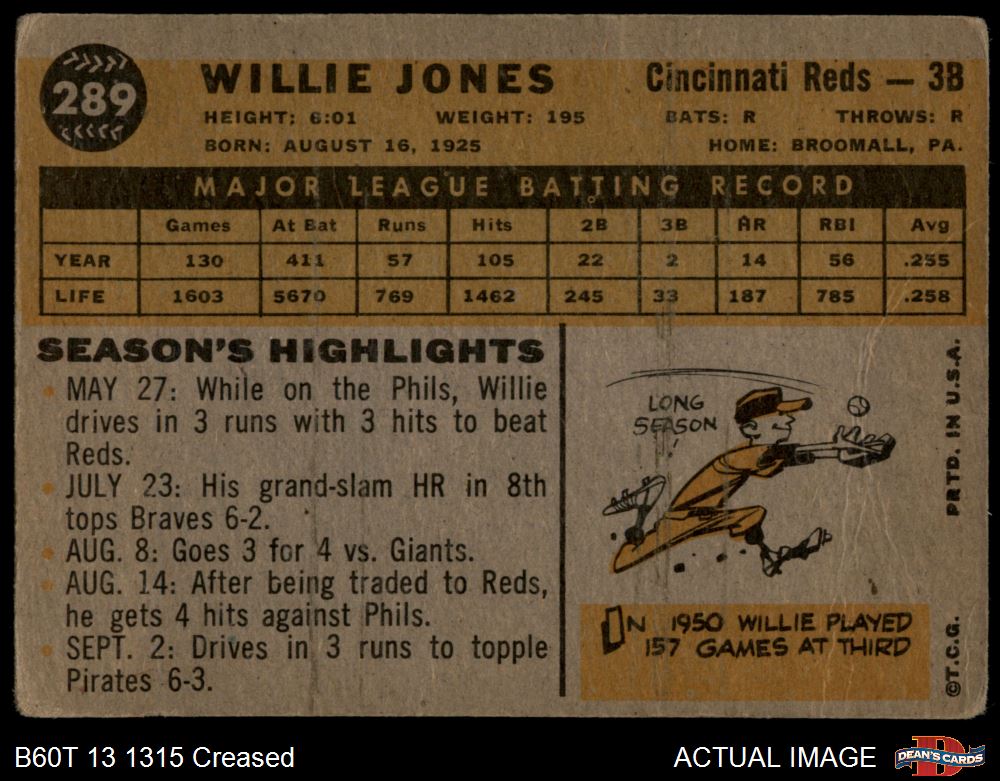 289
WILLIE JONES
Cincinnati Reds — 3B
HEIGHT: 6:01 WEIGHT: 195 BATS: R THROWS: R
BORN: AUGUST 16, 1925 HOME: BROOMALL, PA.
MAJOR LEAGUE BATTING RECORD
Games At Bat Runs Hits 2B 3B HR RBI Avg
YEAR 130 411 57 105 22 2 14 56 .255
LIFE 1603 5670 769 1462 245 33 187 785 .258
SEASON'S HIGHLIGHTS
• MAY 27: While on the Phils, Willie
drives in 3 runs with 3 hits to beat
Reds.
• JULY 23: His grand-slam HR in 8th
tops Braves 6-2.
• AUG. 8: Goes 3 for 4 vs. Giants.
• AUG. 14: After being traded to Reds,
he gets 4 hits against Phils.
• SEPT. 2: Drives in 3 runs to topple
Pirates 6-3.
LONG
SEASON
!
IN 1950 WILLIE PLAYED
157 GAMES AT THIRD
PRTD. IN U.S.A.
©T.C.G.
B60T 13 1315 Creased
ACTUAL IMAGE
D
DEAN'S CARDS